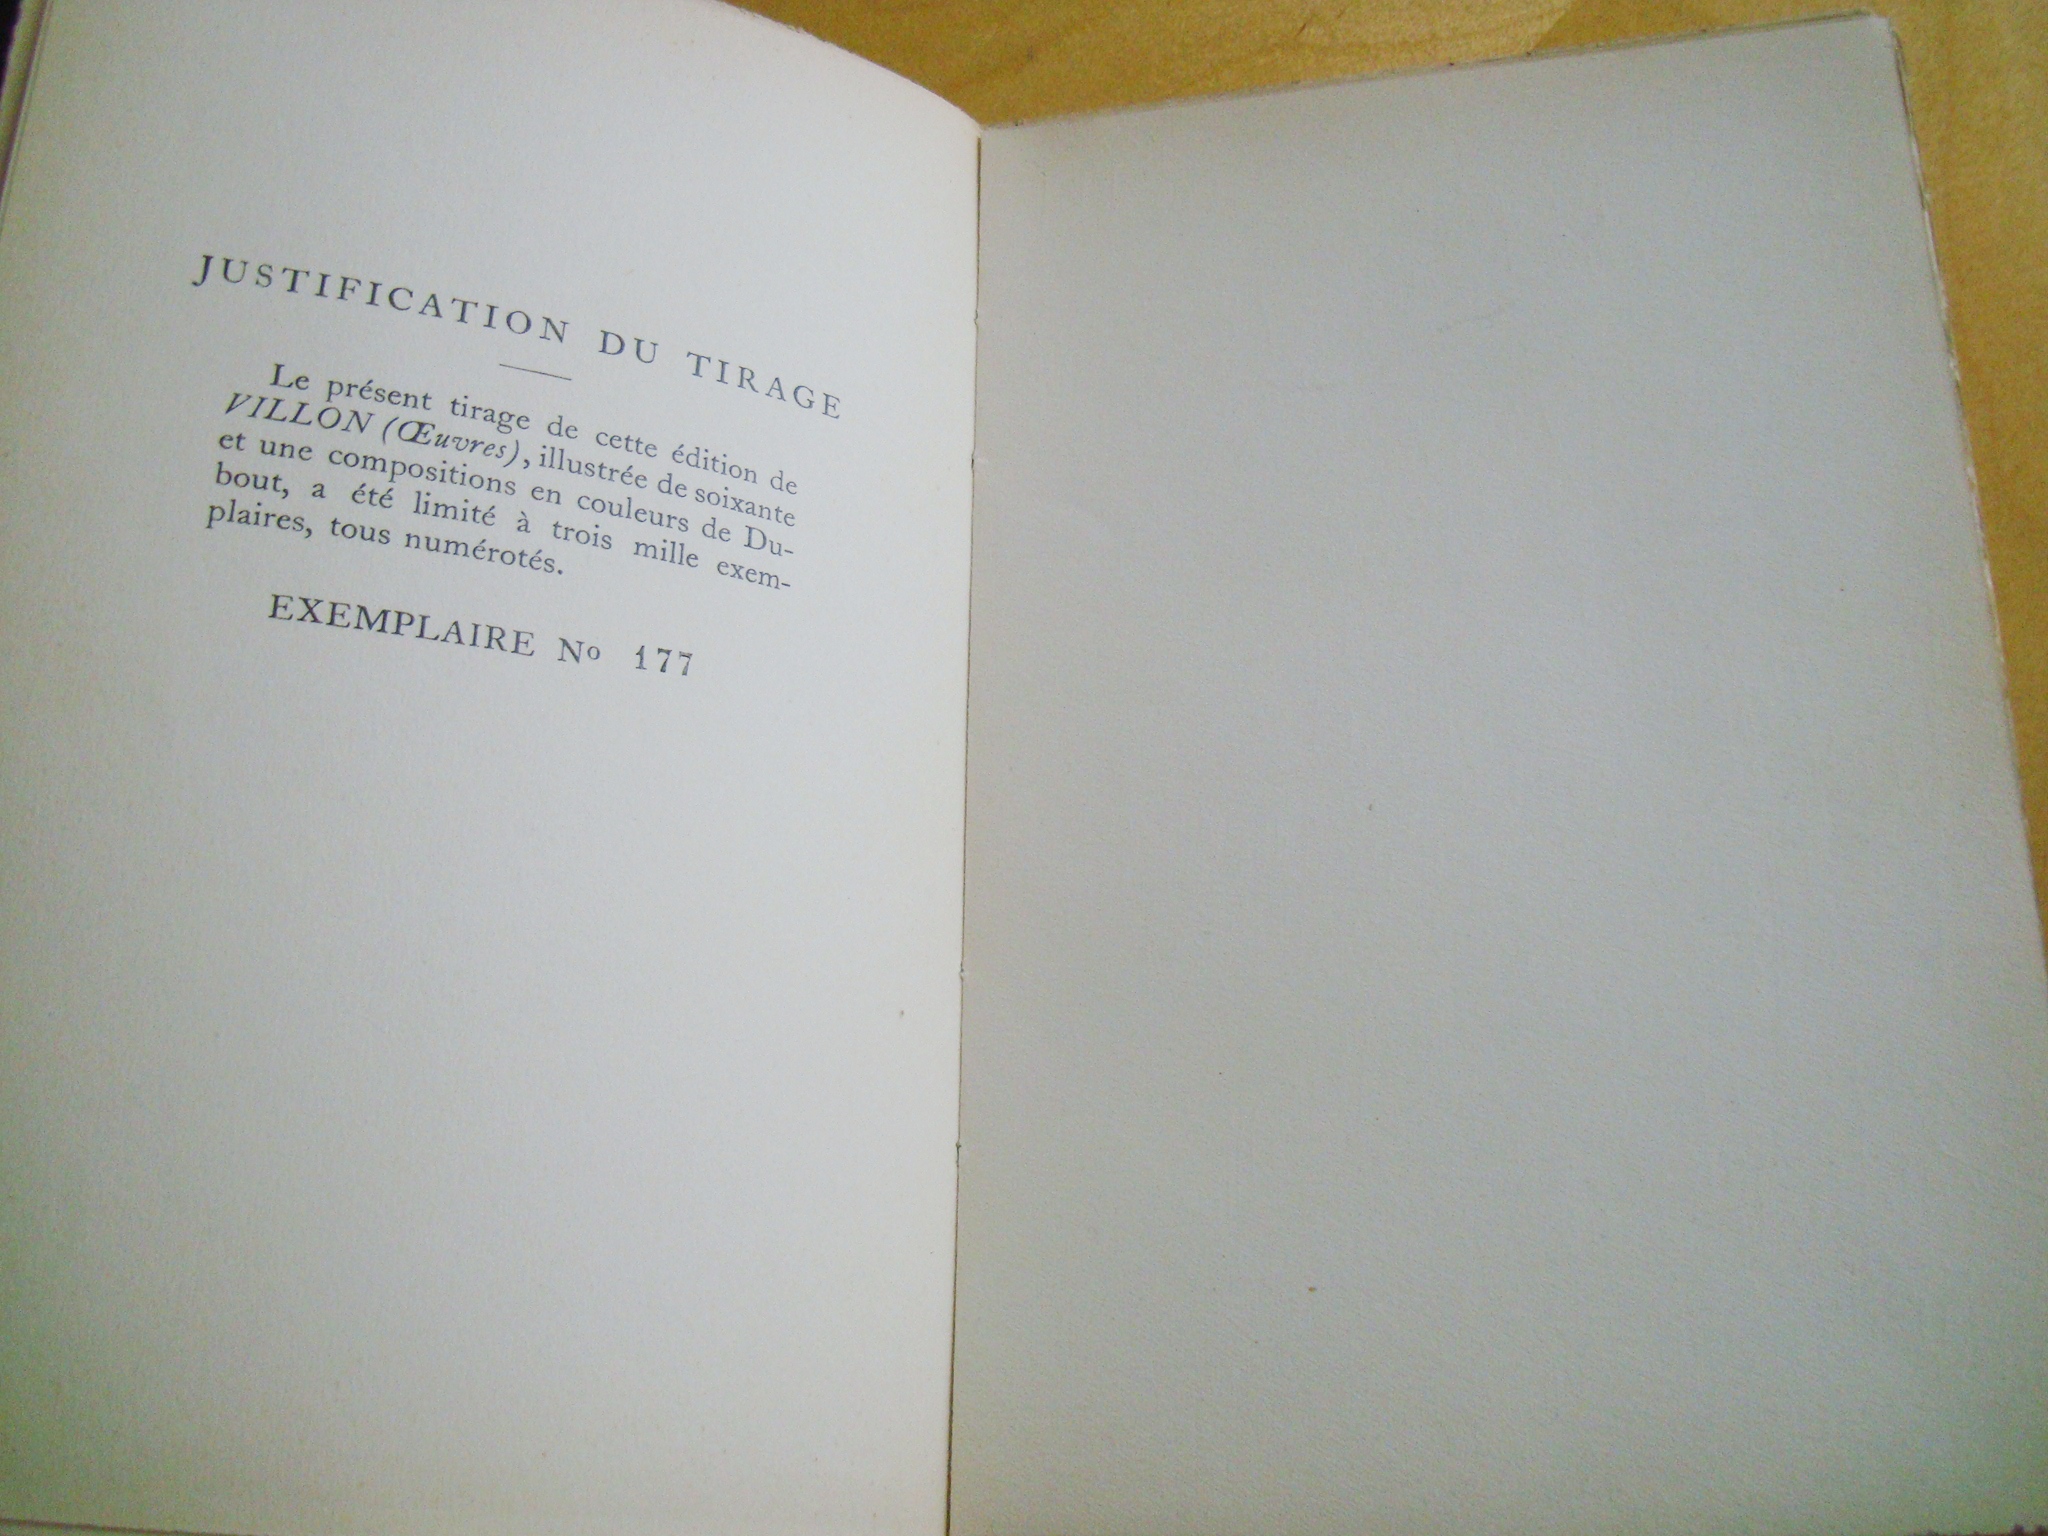 JUSTIFICATION DU TIRAGE
Le présent tirage de cette édition de
VILLON (Œuvres), illustrée de soixante
et une compositions en couleurs de Du-
bout, a été limité à trois mille exem-
plaires, tous numérotés.
EXEMPLAIRE Nº 177